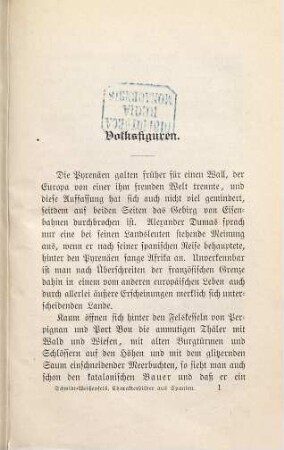 BIBLIOTHECA
REGIA
MONACENSIS
Volksfiguren.
Die Pyrenäen galten früher für einen Wall, der
Europa von einer ihm fremden Welt trennte, und
diese Auffassung hat sich auch nicht viel geändert,
seitdem auf beiden Seiten das Gebirg von Eisen-
bahnen durchbrochen ist. Alexander Dumas sprach
nur eine bei seinen Landsleuten stehende Meinung
aus, wenn er nach seiner spanischen Reise behauptete,
hinter den Pyrenäen fange Afrika an. Unverkennbar
ist man nach Überschreiten der französischen Grenze
dahin in einem vom anderen europäischen Leben auch
durch allerlei äußere Erscheinungen merklich sich unter-
scheidenden Lande.
Kaum öffnen sich hinter den Felskesseln von Per-
pignan und Port Bou die anmutigen Thäler mit
Wald und Wiesen, mit alten Burgtürmen und
Schlössern auf den Höhen und mit dem glitzernden
Saum einschneidender Meerbuchten, so sieht man auch
schon den katalonischen Bauer und daß er ein
Schmidt-Weißenfels, Charakterbilder aus Spanien. 1